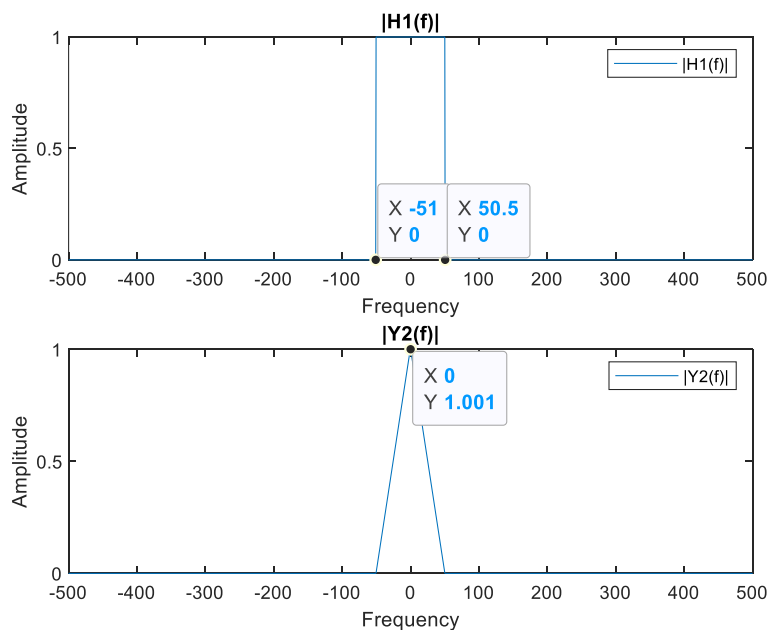 |H1(f)|
1
0.5
0
Amplitude
|H1(f)|
X -51
Y 0
X 50.5
Y 0
-500 -400 -300 -200 -100 0 100 200 300 400 500
Frequency
|Y2(f)|
1
0.5
0
Amplitude
|Y2(f)|
X 0
Y 1.001
-500 -400 -300 -200 -100 0 100 200 300 400 500
Frequency